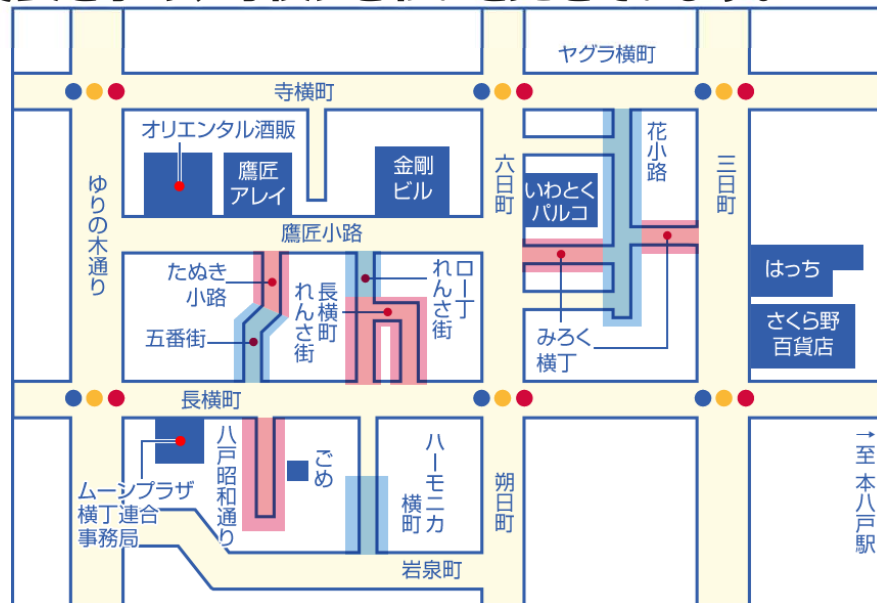 ヤグラ横町
寺横町
オリエンタル酒販
鷹匠
アレイ
金剛
ビル
六日町
いわとく
パルコ
花小路
三日町
ゆりの木通り
鷹匠小路
たぬき
小路
長横町
れんさ街
ロー丁
れんさ街
はっち
五番街
みろく
横丁
さくら野
百貨店
長横町
八戸昭和通り
ごめ
ハーモニカ
横町
朔日町
→至 本八戸駅
ムーンプラザ
横丁連合
事務局
岩泉町